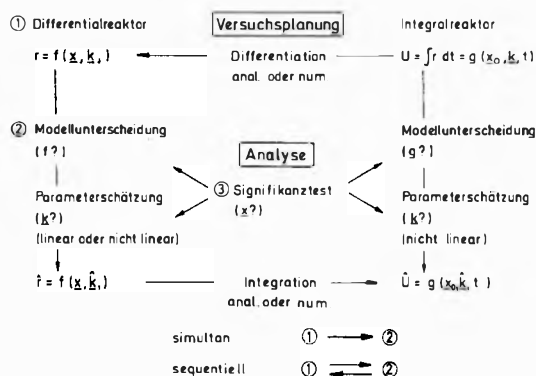 ① Differentialreaktor Versuchsplanung Integralreaktor
r = f (x, k, ) Differentiation U = ∫ r dt = g (x₀, k, t)
anal. oder num
② Modellunterscheidung Modellunterscheidung
(f?) Analyse (g?)
Parameterschätzung ③ Signifikanztest Parameterschätzung
(k?) (x?) (k?)
(linear oder nicht linear) (nicht linear)
r̂ = f (x, k̂, ) Integration Û = g (x₀, k̂, t )
anal. oder num
simultan ① ②
sequentiell ① ②